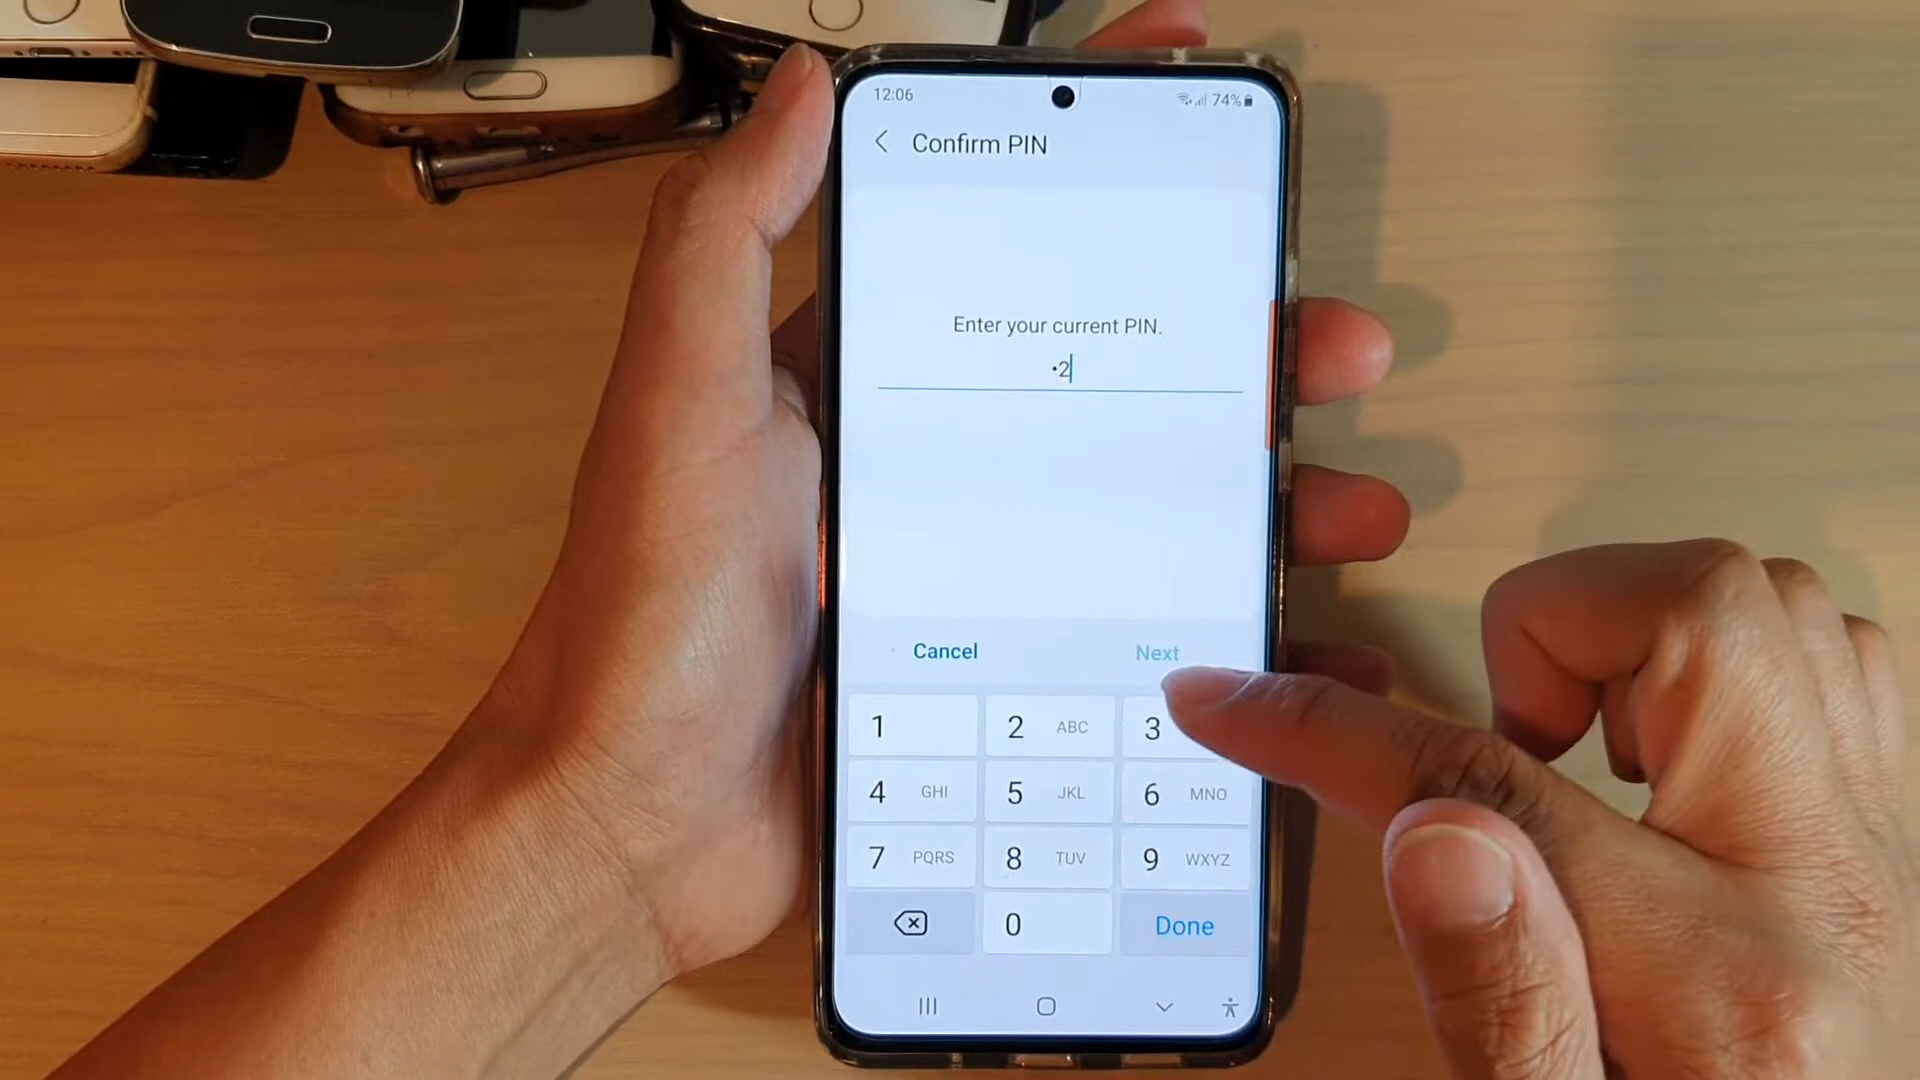 12:06
74%
Confirm PIN
Enter your current PIN.
•2
Cancel
Next
1
2 ABC
3
4 GHI
5 JKL
6 MNO
7 PQRS
8 TUV
9 WXYZ
0
Done